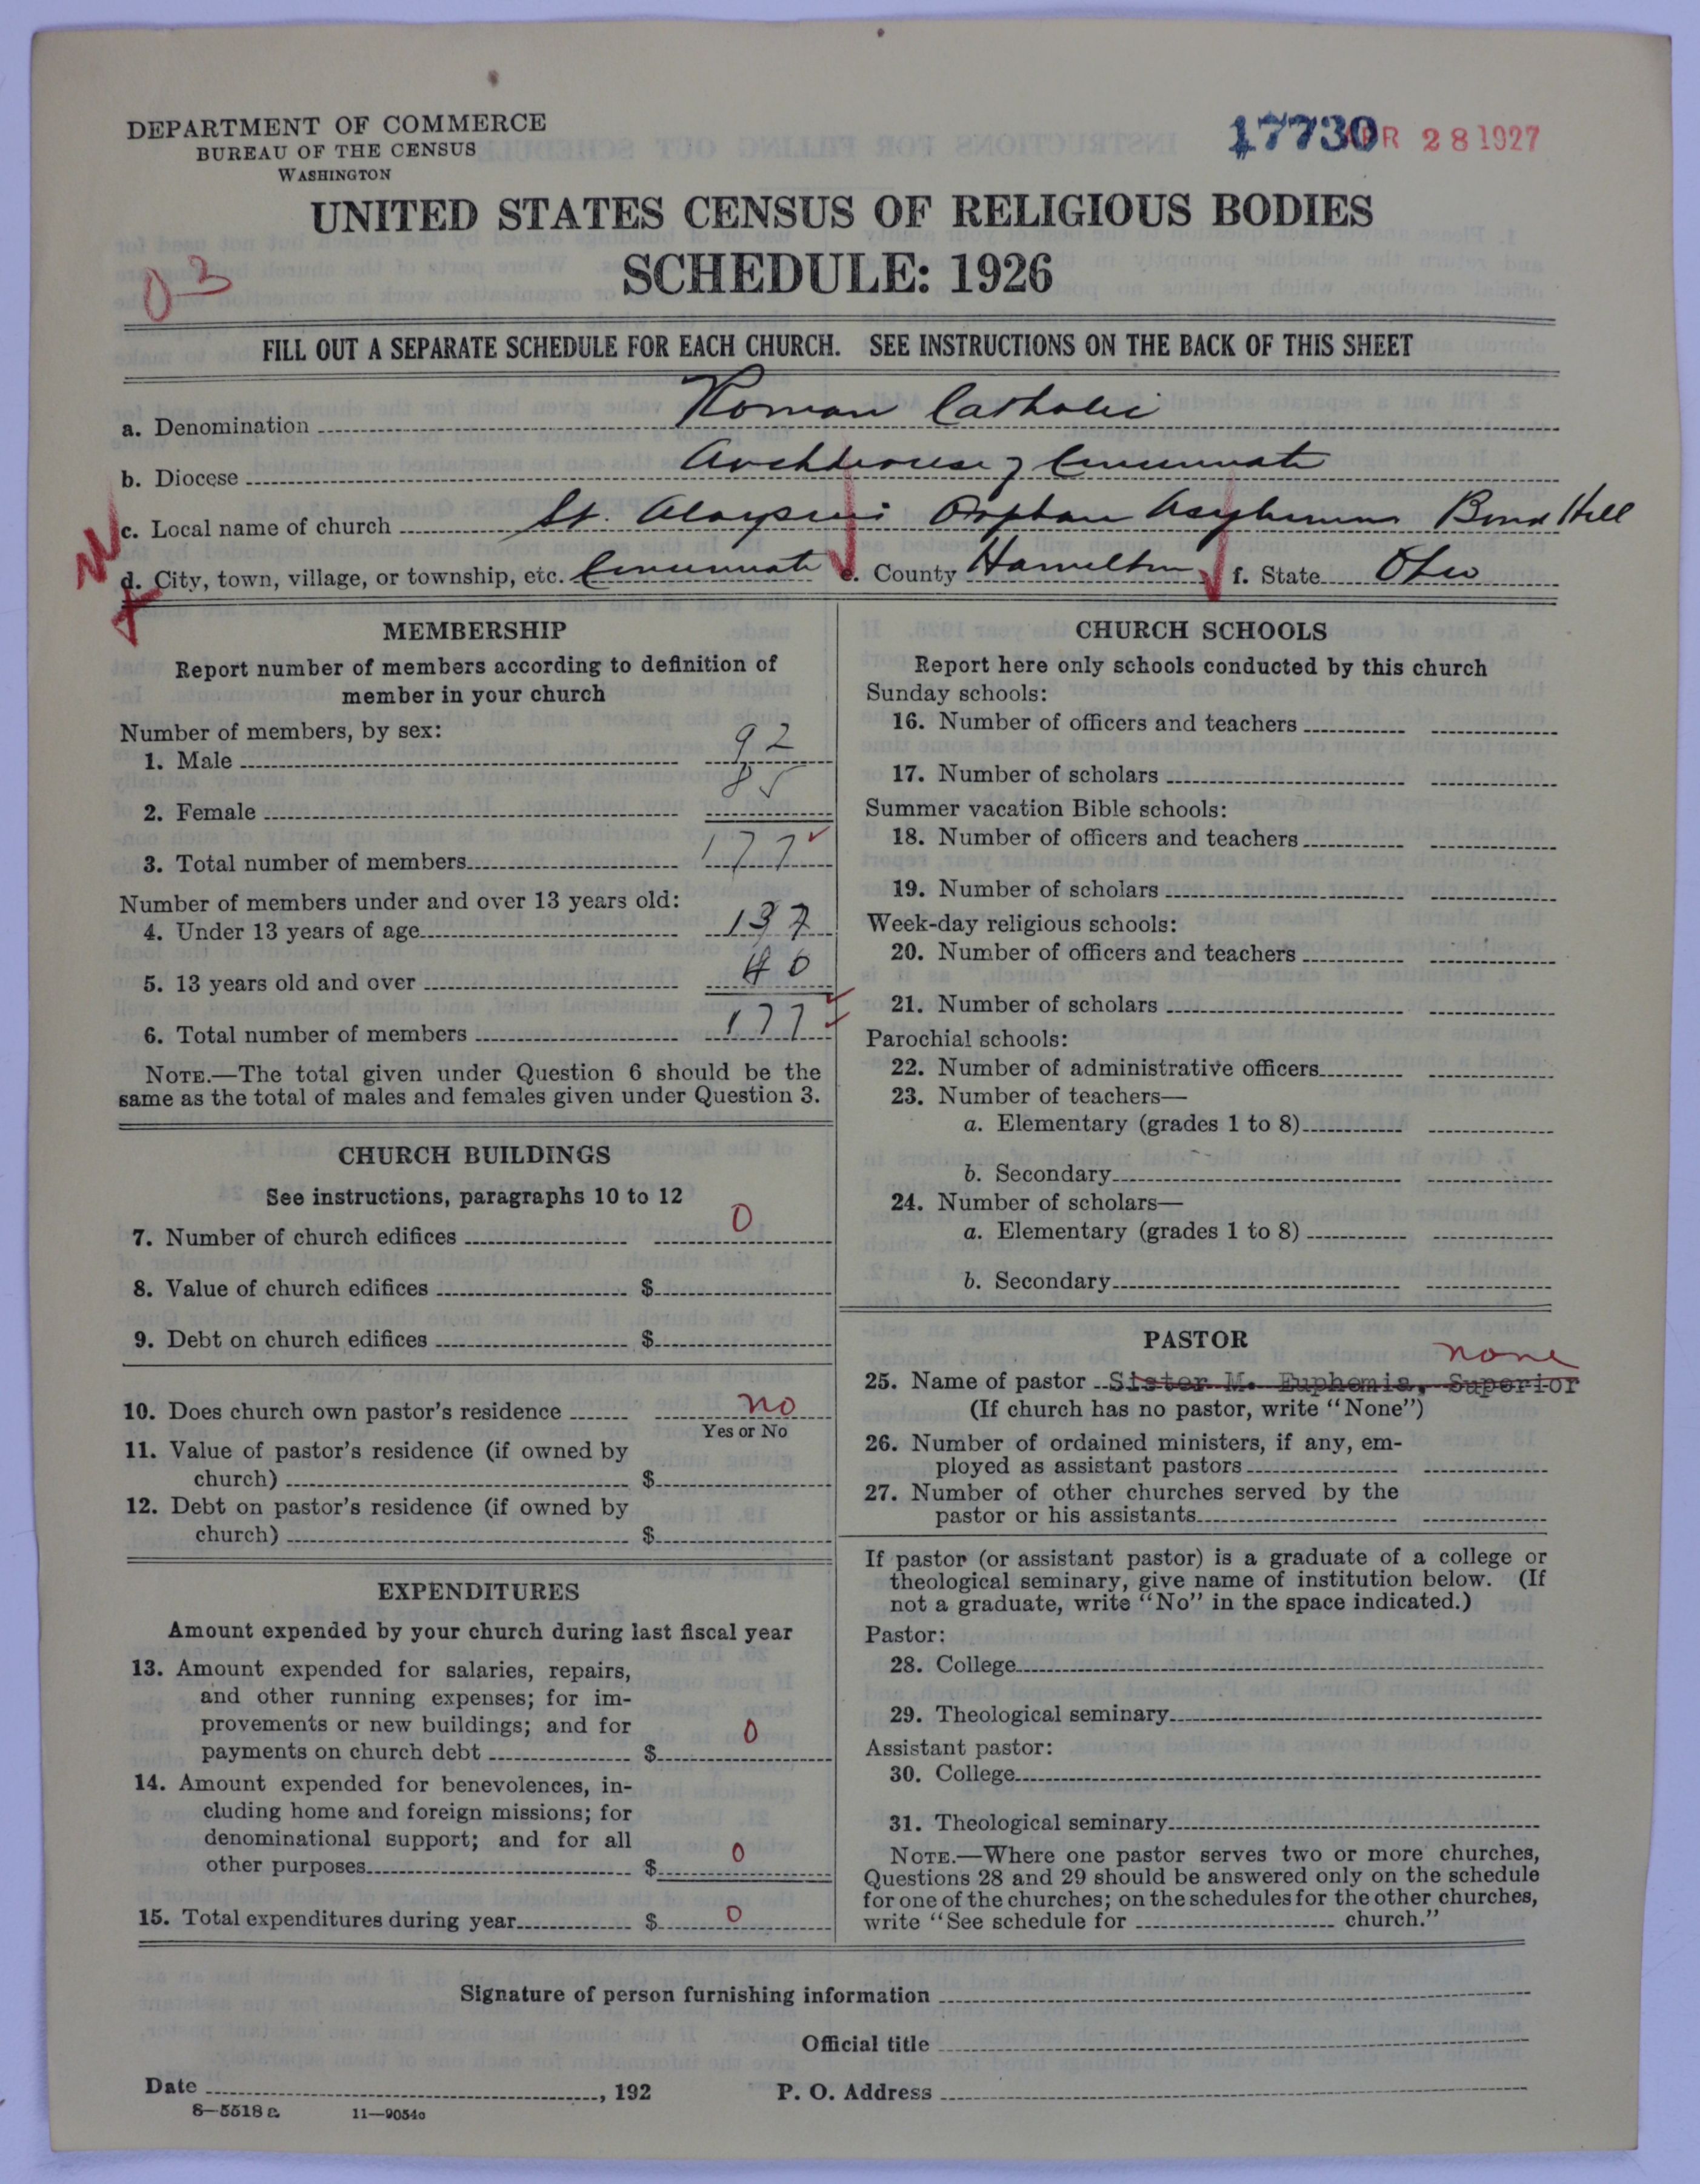 DEPARTMENT OF COMMERCE
BUREAU OF THE CENSUS
WASHINGTON
17730 APR 28 1927
UNITED STATES CENSUS OF RELIGIOUS BODIES
SCHEDULE: 1926
03
FILL OUT A SEPARATE SCHEDULE FOR EACH CHURCH. SEE INSTRUCTIONS ON THE BACK OF THIS SHEET
a. Denomination Roman Catholic
b. Diocese Archdiocese of Cincinnati
c. Local name of church St. Aloysius Orphan Asylum Bond Hill
d. City, town, village, or township, etc. Cincinnati e. County Hamilton f. State Ohio
MEMBERSHIP
Report number of members according to definition of
member in your church
Number of members, by sex:
1. Male 92
2. Female 85
3. Total number of members 177
Number of members under and over 13 years old:
4. Under 13 years of age 137
5. 13 years old and over 40
6. Total number of members 177
NOTE.—The total given under Question 6 should be the
same as the total of males and females given under Question 3.
CHURCH BUILDINGS
See instructions, paragraphs 10 to 12
7. Number of church edifices 0
8. Value of church edifices $
9. Debt on church edifices $
10. Does church own pastor's residence no
Yes or No
11. Value of pastor's residence (if owned by
church) $
12. Debt on pastor's residence (if owned by
church) $
EXPENDITURES
Amount expended by your church during last fiscal year
13. Amount expended for salaries, repairs,
and other running expenses; for im-
provements or new buildings; and for
payments on church debt $ 0
14. Amount expended for benevolences, in-
cluding home and foreign missions; for
denominational support; and for all
other purposes $ 0
15. Total expenditures during year $ 0
CHURCH SCHOOLS
Report here only schools conducted by this church
Sunday schools:
16. Number of officers and teachers
17. Number of scholars
Summer vacation Bible schools:
18. Number of officers and teachers
19. Number of scholars
Week-day religious schools:
20. Number of officers and teachers
21. Number of scholars
Parochial schools:
22. Number of administrative officers
23. Number of teachers—
a. Elementary (grades 1 to 8)
b. Secondary
24. Number of scholars—
a. Elementary (grades 1 to 8)
b. Secondary
PASTOR
none
25. Name of pastor Sister M. Euphemia, Superior
(If church has no pastor, write "None")
26. Number of ordained ministers, if any, em-
ployed as assistant pastors
27. Number of other churches served by the
pastor or his assistants
If pastor (or assistant pastor) is a graduate of a college or
theological seminary, give name of institution below. (If
not a graduate, write "No" in the space indicated.)
Pastor:
28. College
29. Theological seminary
Assistant pastor:
30. College
31. Theological seminary
NOTE.—Where one pastor serves two or more churches,
Questions 28 and 29 should be answered only on the schedule
for one of the churches; on the schedules for the other churches,
write "See schedule for church."
Signature of person furnishing information
Official title
Date , 192 P. O. Address
8—5518 a 11—9054c